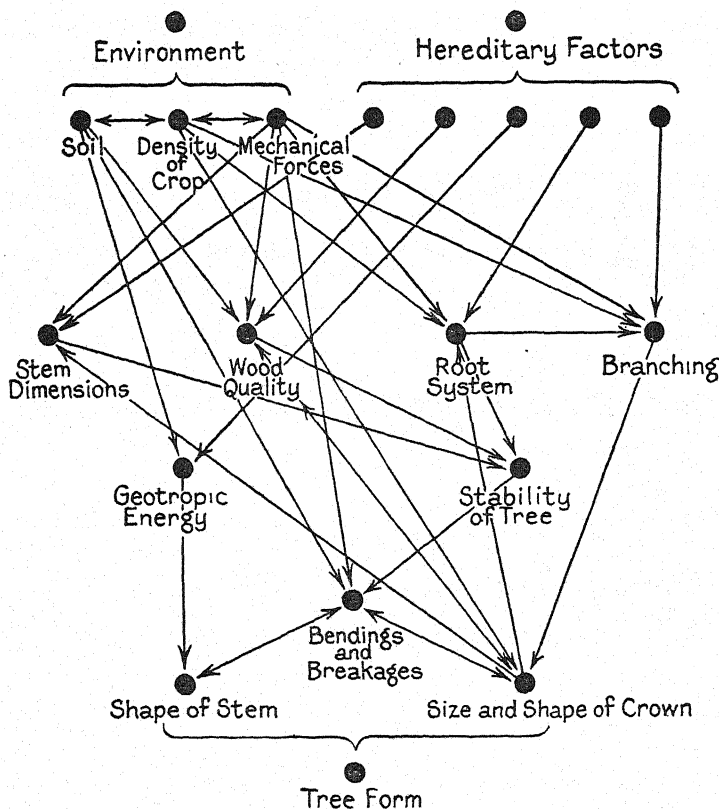 Environment
Hereditary Factors
Soil
Density
of
Crop
Mechanical
Forces
Stem
Dimensions
Wood
Quality
Root
System
Branching
Geotropic
Energy
Stability
of Tree
Bendings
and
Breakages
Shape of Stem
Size and Shape of Crown
Tree Form